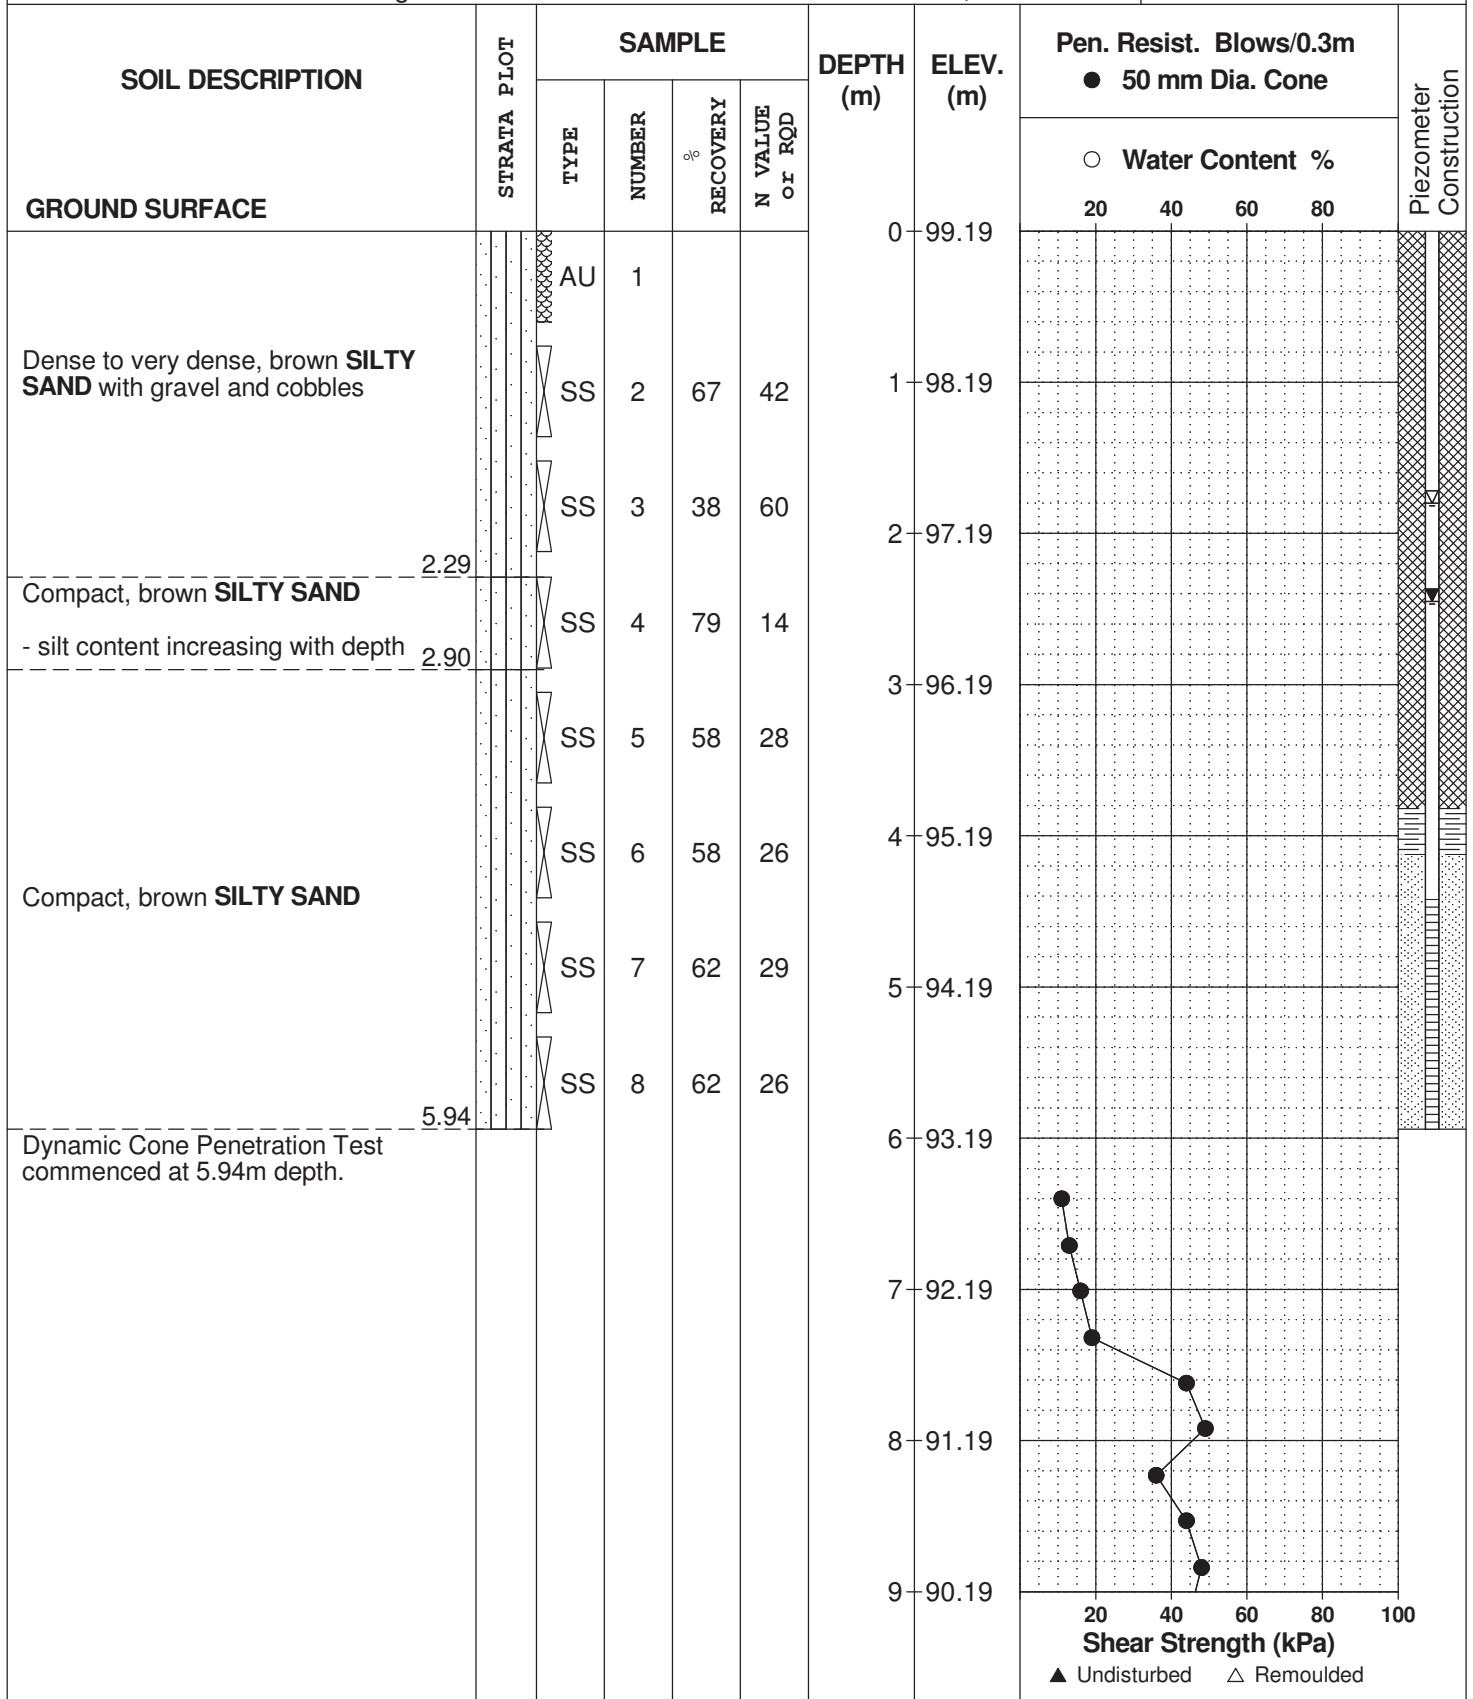 SOIL DESCRIPTION
GROUND SURFACE
STRATA PLOT
SAMPLE
TYPE
NUMBER
% RECOVERY
N VALUE or RQD
DEPTH (m)
ELEV. (m)
Pen. Resist. Blows/0.3m
● 50 mm Dia. Cone
○ Water Content %
20 40 60 80
Piezometer Construction
0 99.19
AU 1
Dense to very dense, brown SILTY
SAND with gravel and cobbles
SS 2 67 42
1 98.19
SS 3 38 60
2 97.19
2.29
Compact, brown SILTY SAND
- silt content increasing with depth 2.90
SS 4 79 14
3 96.19
SS 5 58 28
4 95.19
SS 6 58 26
Compact, brown SILTY SAND
SS 7 62 29
5 94.19
SS 8 62 26
5.94
6 93.19
Dynamic Cone Penetration Test
commenced at 5.94m depth.
7 92.19
8 91.19
9 90.19
20 40 60 80 100
Shear Strength (kPa)
▲ Undisturbed △ Remoulded